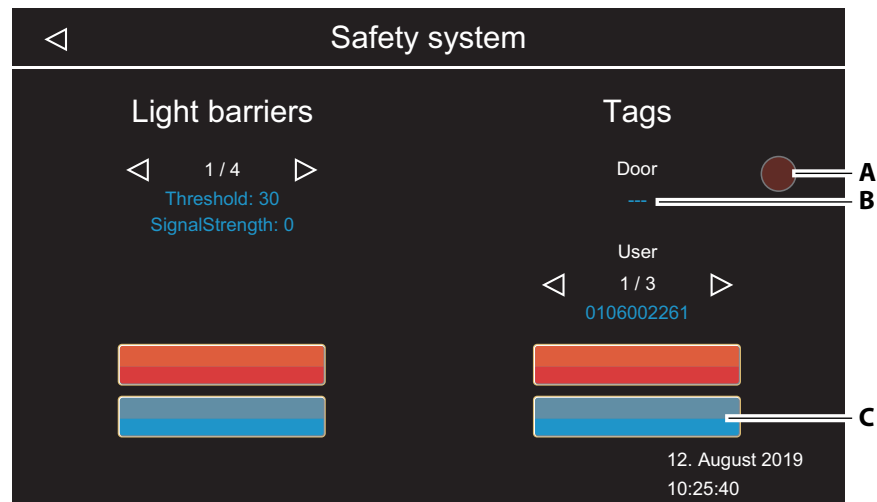 Safety system
Light barriers
1 / 4
Threshold: 30
SignalStrength: 0
Tags
Door
---
User
1 / 3
0106002261
12. August 2019
10:25:40
A
B
C